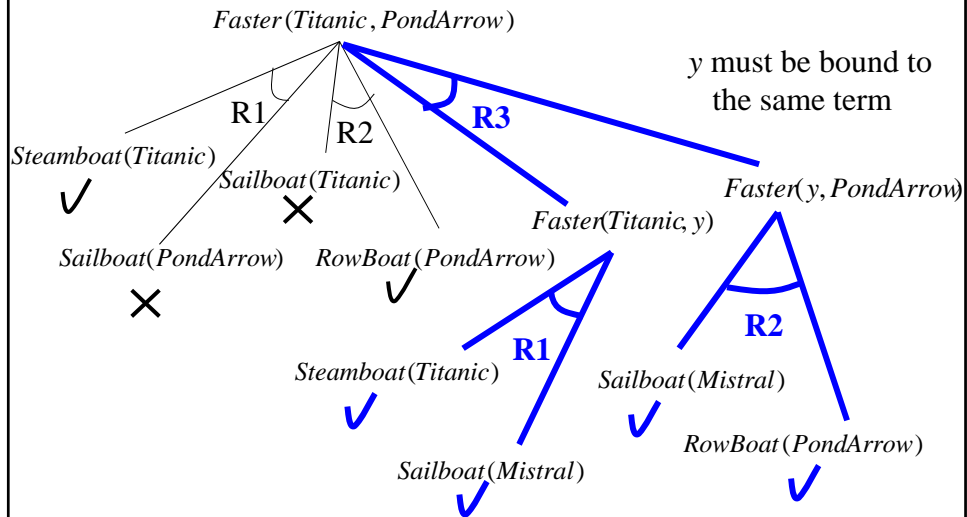 Faster(Titanic, PondArrow)
y must be bound to
the same term
R1
R2
R3
Steamboat(Titanic)
Sailboat(Titanic)
Faster(y, PondArrow)
Faster(Titanic, y)
Sailboat(PondArrow)
RowBoat(PondArrow)
R1
R2
Steamboat(Titanic)
Sailboat(Mistral)
RowBoat(PondArrow)
Sailboat(Mistral)